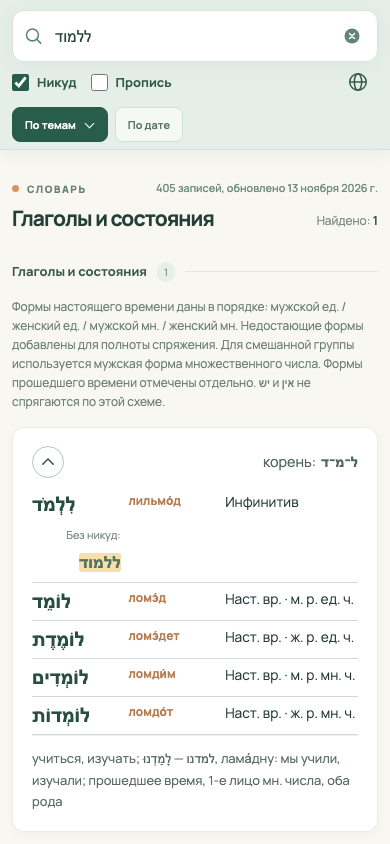 ללמוד
Никуд
Пропись
По темам
По дате
СЛОВАРЬ
405 записей, обновлено 13 ноября 2026 г.
Глаголы и состояния
Найдено: 1
Глаголы и состояния 1
Формы настоящего времени даны в порядке: мужской ед. /
женский ед. / мужской мн. / женский мн. Недостающие формы
добавлены для полноты спряжения. Для смешанной группы
используется мужская форма множественного числа. Формы
прошедшего времени отмечены отдельно. יש и אין не
спрягаются по этой схеме.
корень: ל־מ־ד
לִלְמֹד лильмо́д Инфинитив
Без никуд:
ללמוד
לוֹמֵד ломэ́д Наст. вр. · м. р. ед. ч.
לוֹמֶדֶת ломэ́дет Наст. вр. · ж. р. ед. ч.
לוֹמְדִים ломди́м Наст. вр. · м. р. мн. ч.
לוֹמְדוֹת ломдо́т Наст. вр. · ж. р. мн. ч.
учиться, изучать; למדנו — לָמַדְנוּ, лама́дну: мы учили,
изучали; прошедшее время, 1-е лицо мн. числа, оба
рода